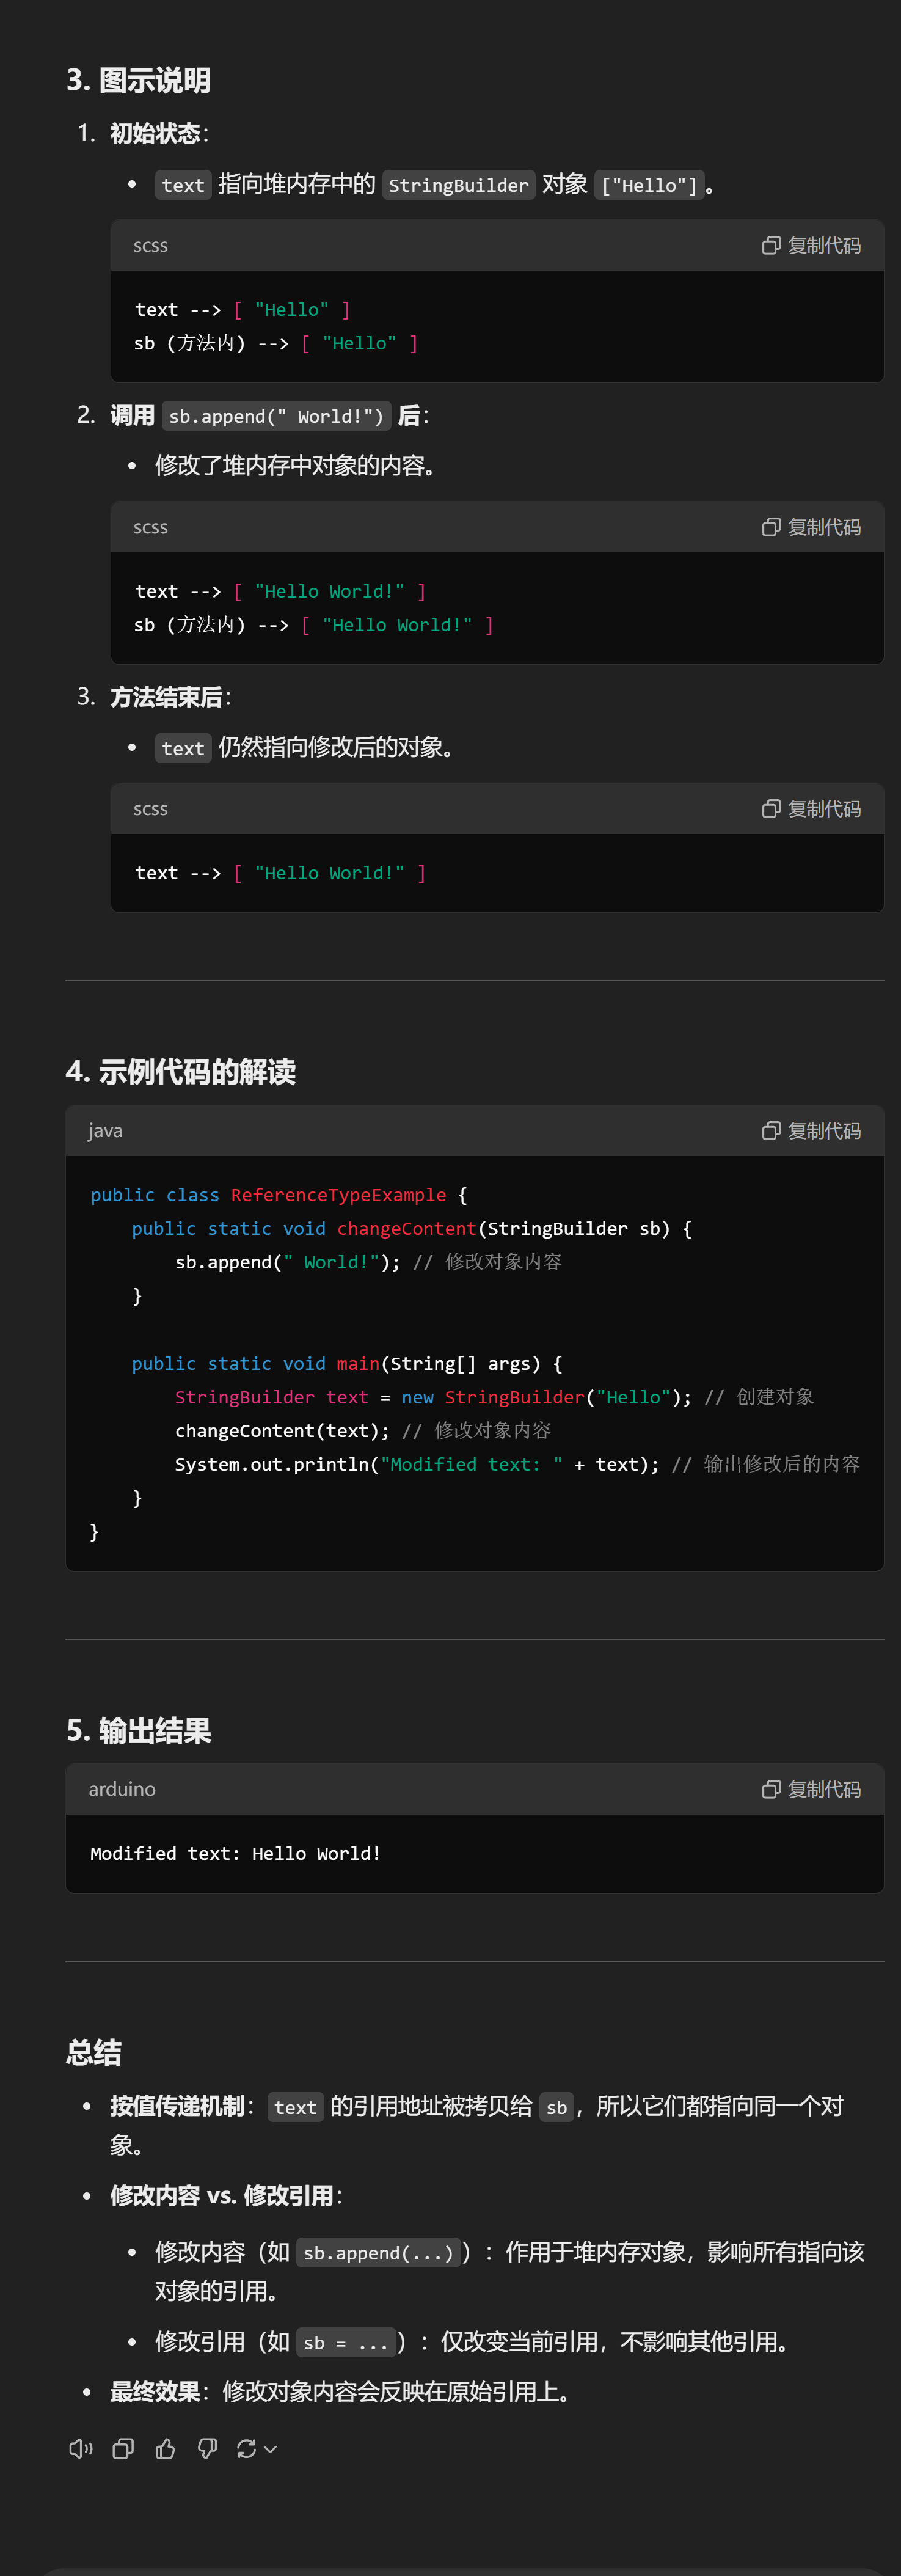 3. 图示说明
1. 初始状态：
• text 指向堆内存中的 StringBuilder 对象 ["Hello"]。
scss 复制代码
text --> [ "Hello" ]
sb (方法内) --> [ "Hello" ]
2. 调用 sb.append(" World!") 后：
• 修改了堆内存中对象的内容。
scss 复制代码
text --> [ "Hello World!" ]
sb (方法内) --> [ "Hello World!" ]
3. 方法结束后：
• text 仍然指向修改后的对象。
scss 复制代码
text --> [ "Hello World!" ]
4. 示例代码的解读
java 复制代码
public class ReferenceTypeExample {
    public static void changeContent(StringBuilder sb) {
        sb.append(" World!"); // 修改对象内容
    }
    public static void main(String[] args) {
        StringBuilder text = new StringBuilder("Hello"); // 创建对象
        changeContent(text); // 修改对象内容
        System.out.println("Modified text: " + text); // 输出修改后的内容
    }
}
5. 输出结果
arduino 复制代码
Modified text: Hello World!
总结
• 按值传递机制：text 的引用地址被拷贝给 sb，所以它们都指向同一个对
象。
• 修改内容 vs. 修改引用：
• 修改内容（如 sb.append(...)）：作用于堆内存对象，影响所有指向该
对象的引用。
• 修改引用（如 sb = ...）：仅改变当前引用，不影响其他引用。
• 最终效果：修改对象内容会反映在原始引用上。